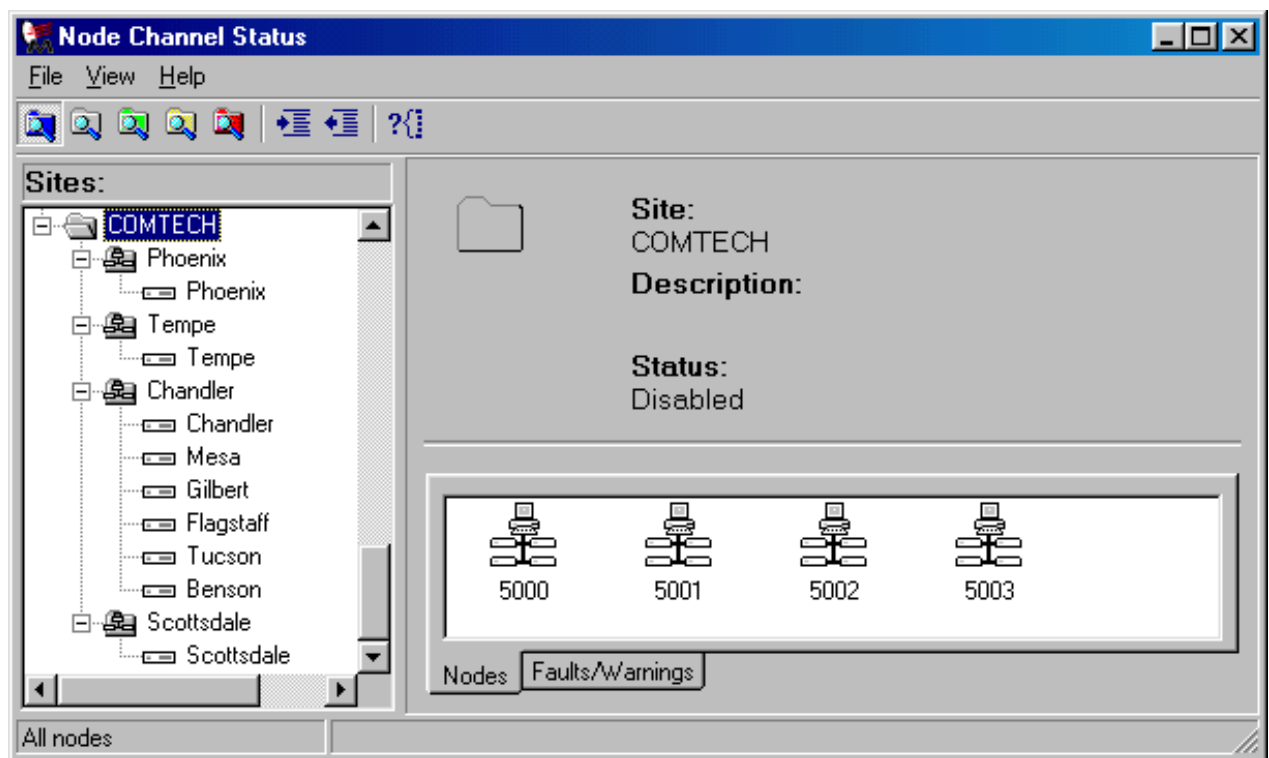 Node Channel Status
File View Help
?{}
Sites:
COMTECH
Phoenix
Phoenix
Tempe
Tempe
Chandler
Chandler
Mesa
Gilbert
Flagstaff
Tucson
Benson
Scottsdale
Scottsdale
Site:
COMTECH
Description:
Status:
Disabled
5000 5001 5002 5003
Nodes Faults/Warnings
All nodes